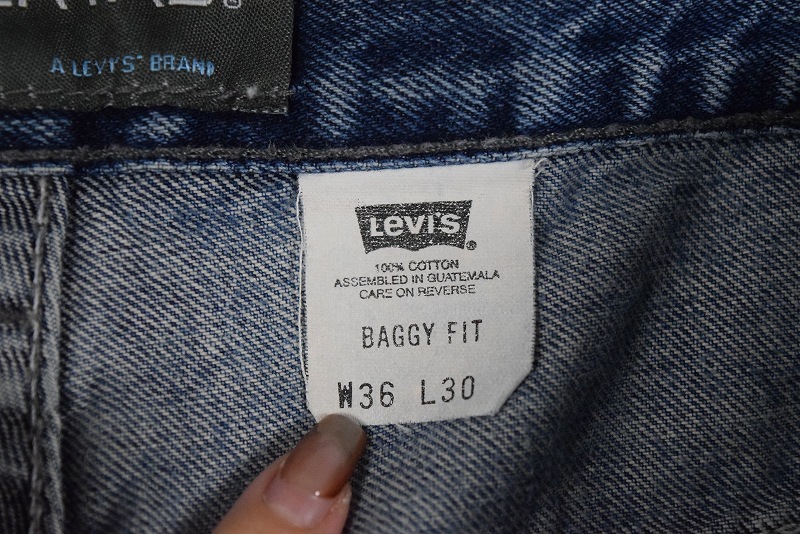 A LEVI'S® BRAND
Levi's®
100% COTTON
ASSEMBLED IN GUATEMALA
CARE ON REVERSE
BAGGY FIT
W36 L30